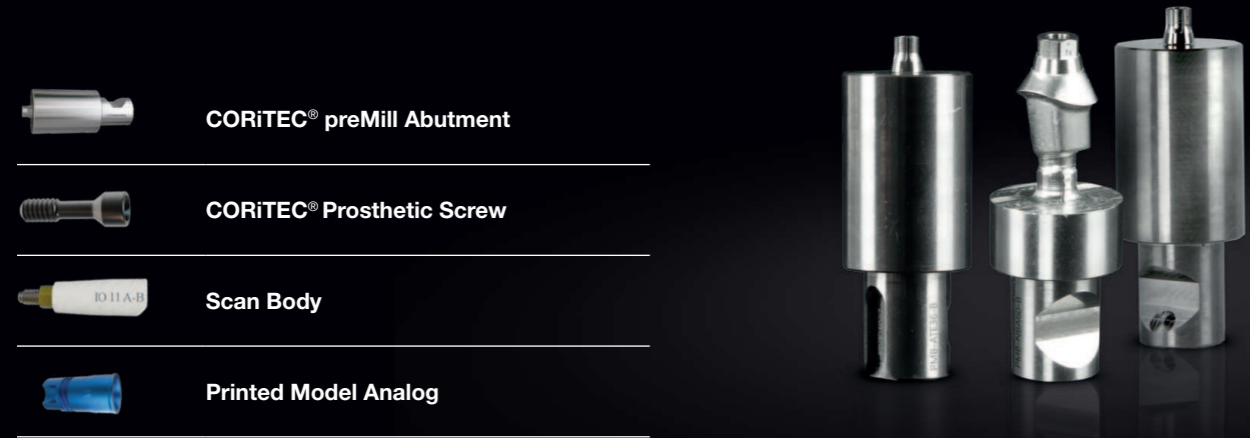 CORiTEC® preMill Abutment
CORiTEC® Prosthetic Screw
IO 11 A-B
Scan Body
Printed Model Analog
N